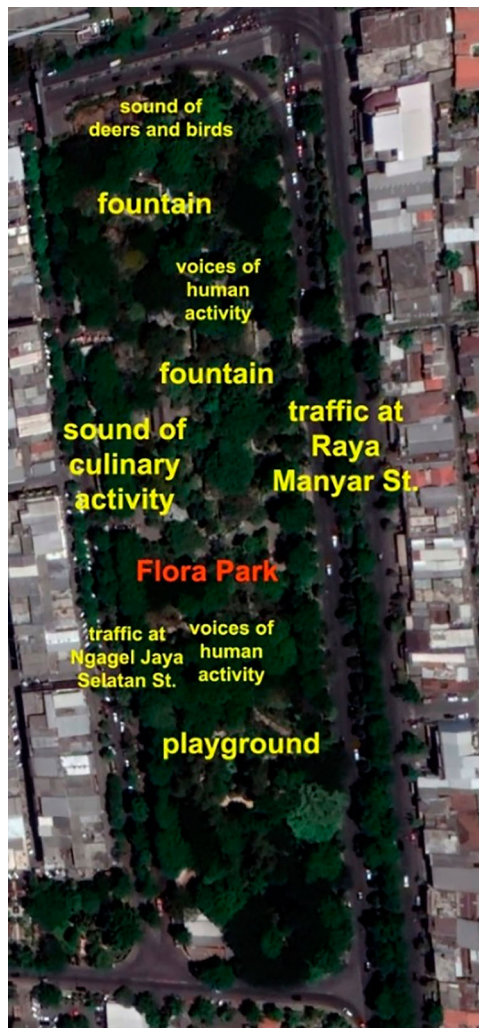 sound of
deers and birds
fountain
voices of
human
activity
fountain
traffic at
Raya
Manyar St.
sound of
culinary
activity
Flora Park
traffic at
Ngagel Jaya
Selatan St.
voices of
human
activity
playground